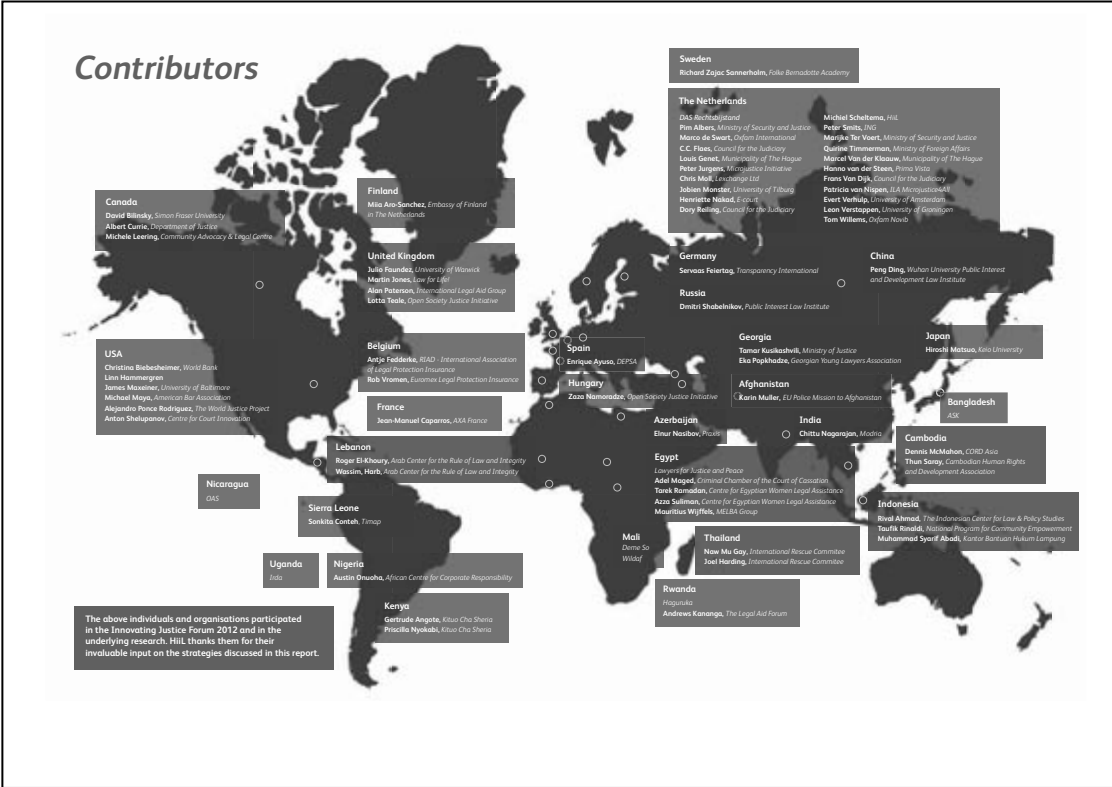 Contributors
Sweden
Richard Zajac Sannerholm, Folke Bernadotte Academy
The Netherlands
DAS Rechtsbijstand
Pim Albers, Ministry of Security and Justice
Marco de Swart, Oxfam International
C.C. Flaes, Council for the Judiciary
Louis Genet, Municipality of The Hague
Peter Jurgens, Microjustice Initiative
Chris Moll, Lexchange Ltd
Jobien Monster, University of Tilburg
Henriette Nakad, E-court
Dory Reiling, Council for the Judiciary
Michiel Scheltema, HiiL
Peter Smits, ING
Marijke Ter Voert, Ministry of Security and Justice
Quirine Timmerman, Ministry of Foreign Affairs
Marcel Van der Klaauw, Municipality of The Hague
Hanno van der Steen, Prima Vista
Frans Van Dijk, Council for the Judiciary
Patricia van Nispen, ILA Microjustice4All
Evert Verhulp, University of Amsterdam
Leon Verstappen, University of Groningen
Tom Willems, Oxfam Novib
Canada
David Bilinsky, Simon Fraser University
Albert Currie, Department of Justice
Michele Leering, Community Advocacy & Legal Centre
Finland
Miia Aro-Sanchez, Embassy of Finland
in The Netherlands
United Kingdom
Julio Faundez, University of Warwick
Martin Jones, Law for Life!
Alan Paterson, International Legal Aid Group
Lotta Teale, Open Society Justice Initiative
Germany
Servaas Feiertag, Transparency International
China
Peng Ding, Wuhan University Public Interest
and Development Law Institute
Russia
Dmitri Shabelnikov, Public Interest Law Institute
USA
Christina Biebesheimer, World Bank
Linn Hammergren
James Maxeiner, University of Baltimore
Michael Maya, American Bar Association
Alejandro Ponce Rodriguez, The World Justice Project
Anton Shelupanov, Centre for Court Innovation
Belgium
Antje Fedderke, RIAD - International Association
of Legal Protection Insurance
Rob Vromen, Euromex Legal Protection Insurance
Spain
Enrique Ayuso, DEPSA
Georgia
Tamar Kusikashvili, Ministry of Justice
Eka Popkhadze, Georgian Young Lawyers Association
Japan
Hiroshi Matsuo, Keio University
Hungary
Zaza Namoradze, Open Society Justice Initiative
Afghanistan
Karin Muller, EU Police Mission to Afghanistan
France
Jean-Manuel Caparros, AXA France
Bangladesh
ASK
Azerbaijan
Elnur Nasibov, Praxis
India
Chittu Nagarajan, Modria
Lebanon
Roger El-Khoury, Arab Center for the Rule of Law and Integrity
Wassim, Harb, Arab Center for the Rule of Law and Integrity
Cambodia
Dennis McMahon, CDRD Asia
Thun Saray, Cambodian Human Rights
and Development Association
Egypt
Lawyers for Justice and Peace
Adel Maged, Criminal Chamber of the Court of Cassation
Tarek Ramadan, Centre for Egyptian Women Legal Assistance
Azza Suliman, Centre for Egyptian Women Legal Assistance
Mauritius Wijffels, MELBA Group
Nicaragua
OAS
Sierra Leone
Sonkita Conteh, Timap
Indonesia
Rival Ahmad, The Indonesian Center for Law & Policy Studies
Taufik Rinaldi, National Program for Community Empowerment
Muhammad Syarif Abadi, Kantor Bantuan Hukum Lampung
Mali
Deme So
Wildaf
Thailand
Naw Mu Gay, International Rescue Commitee
Joel Harding, International Rescue Commitee
Uganda
Irda
Nigeria
Austin Onuoha, African Centre for Corporate Responsibility
Rwanda
Haguruka
Andrews Kananga, The Legal Aid Forum
Kenya
Gertrude Angote, Kituo Cha Sheria
Priscilla Nyokabi, Kituo Cha Sheria
The above individuals and organisations participated
in the Innovating Justice Forum 2012 and in the
underlying research. HiiL thanks them for their
invaluable input on the strategies discussed in this report.